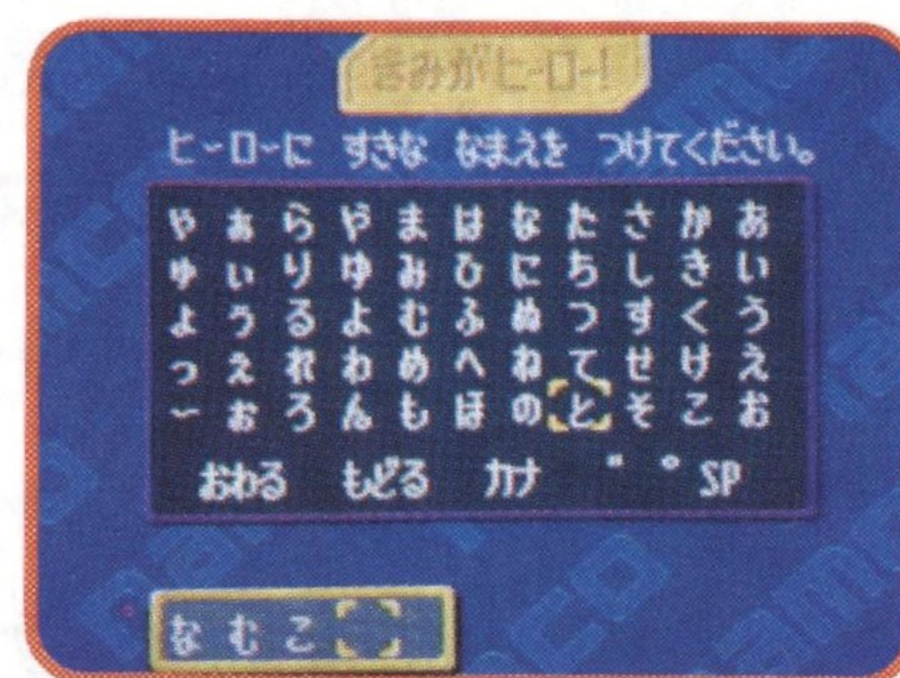 きみがヒーロー!
ヒーローに すきな なまえを つけてください。
ゃ ぁ ら や ま は な た さ か あ
ゅ ぃ り ゆ み ひ に ち し き い
ょ ぅ る よ む ふ ぬ つ す く う
っ ぇ れ わ め へ ね て せ け え
ー ぉ ろ ん も ほ の と そ こ お
おわる もどる カナ ゛ ゜ SP
なむこ